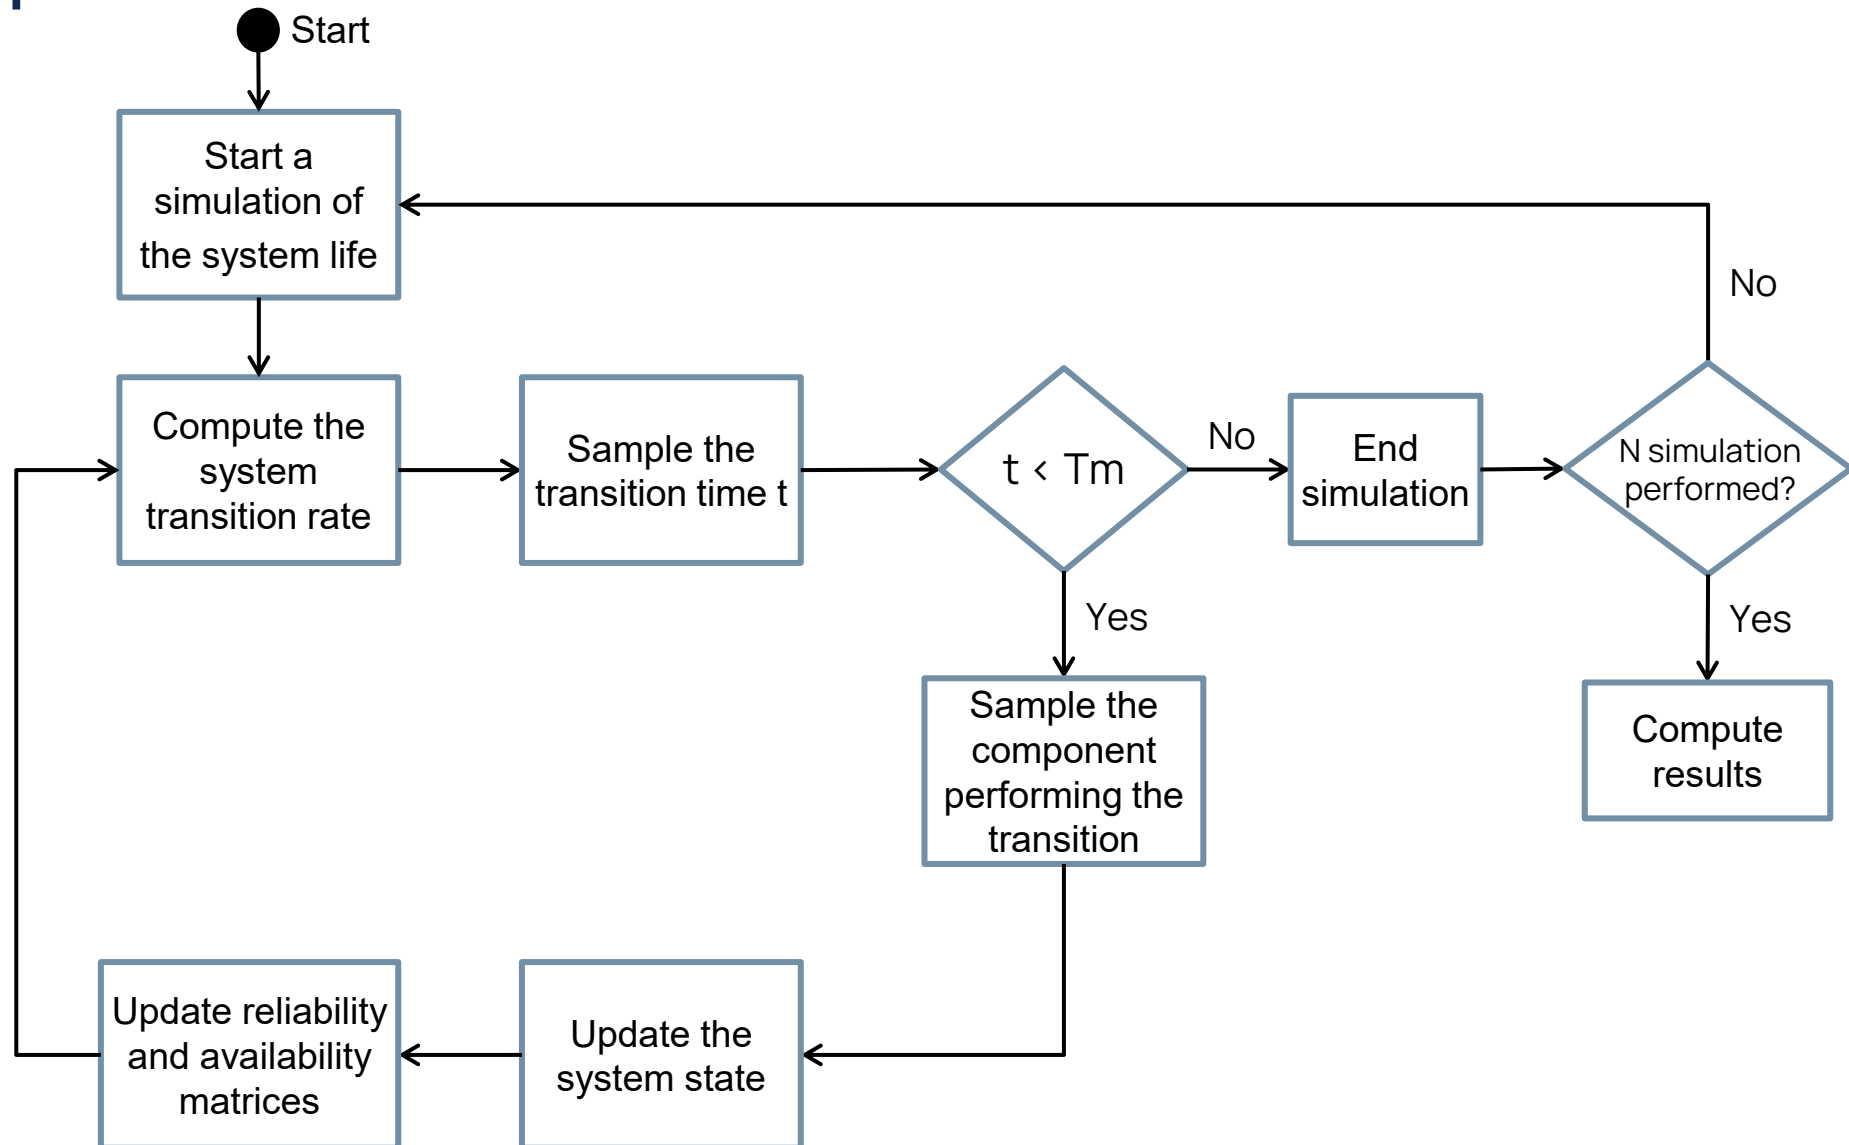 Start
Start a
simulation of
the system life
No
Compute the
system
transition rate
Sample the
transition time t
t < Tm
No
End
simulation
N simulation
performed?
Yes
Yes
Sample the
component
performing the
transition
Compute
results
Update reliability
and availability
matrices
Update the
system state